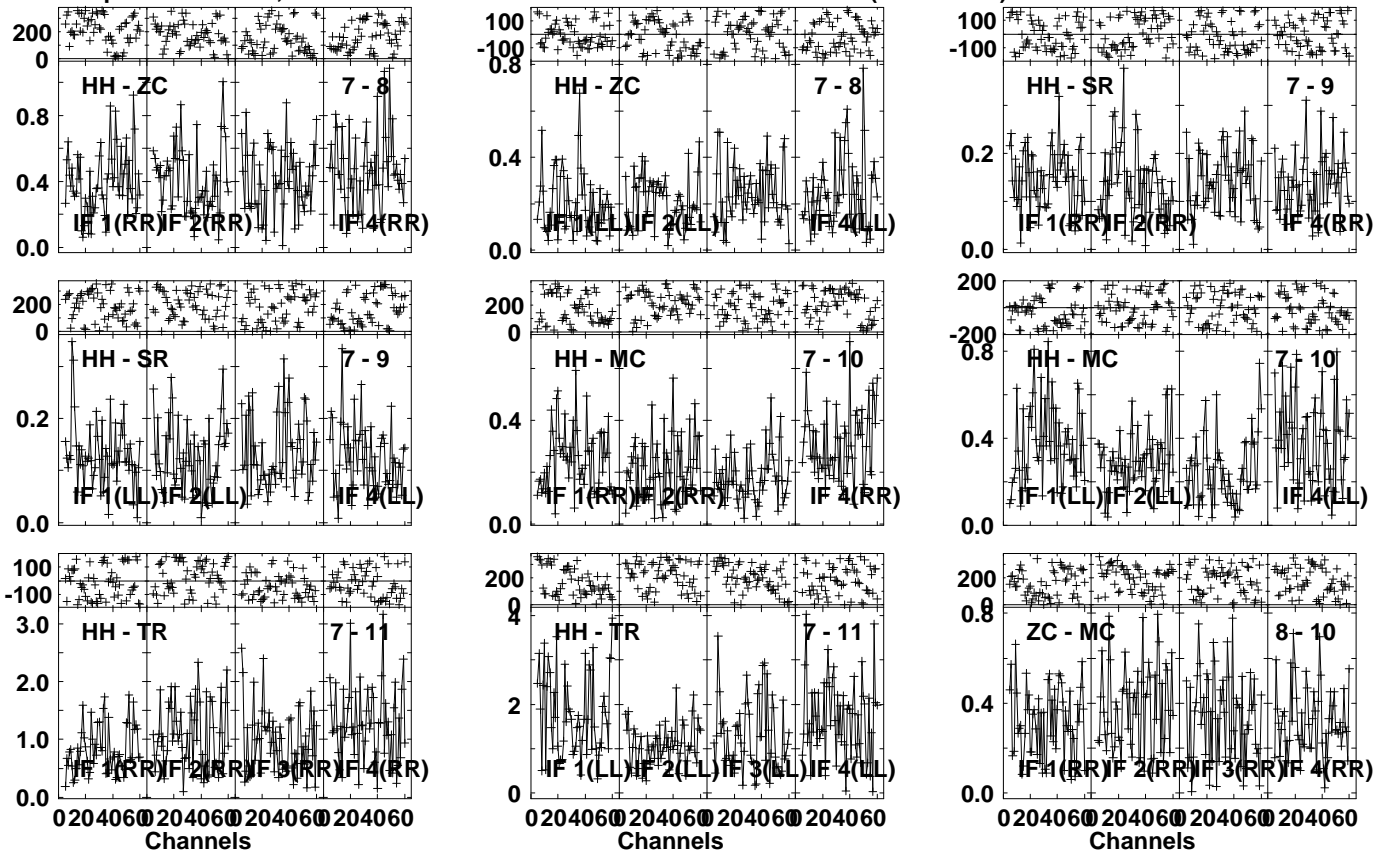 200
0
HH - ZC 7 - 8
0.8
0.4
0.0
IF 1(RR) IF 2(RR) IF 4(RR)
100
-100
0.8
HH - ZC 7 - 8
0.4
0.0
IF 1(LL) IF 2(LL) IF 4(LL)
100
-100
HH - SR 7 - 9
0.2
0.0
IF 1(RR) IF 2(RR) IF 4(RR)
200
0
HH - SR 7 - 9
0.2
0.0
IF 1(LL) IF 2(LL) IF 4(LL)
200
0
HH - MC 7 - 10
0.4
0.0
IF 1(RR) IF 2(RR) IF 4(RR)
200
-200
0.8
HH - MC 7 - 10
0.4
0.0
IF 1(LL) IF 2(LL) IF 4(LL)
100
-100
HH - TR 7 - 11
3.0
2.0
1.0
0.0
IF 1(RR) IF 2(RR) IF 3(RR) IF 4(RR)
0 20 40 60 0 20 40 60 0 20 40 60 0 20 40 60
Channels
200
0
4
HH - TR 7 - 11
2
0
IF 1(LL) IF 2(LL) IF 3(LL) IF 4(LL)
0 20 40 60 0 20 40 60 0 20 40 60 0 20 40 60
Channels
200
0
0.8
ZC - MC 8 - 10
0.4
0.0
IF 1(RR) IF 2(RR) IF 3(RR) IF 4(RR)
0 20 40 60 0 20 40 60 0 20 40 60 0 20 40 60
Channels